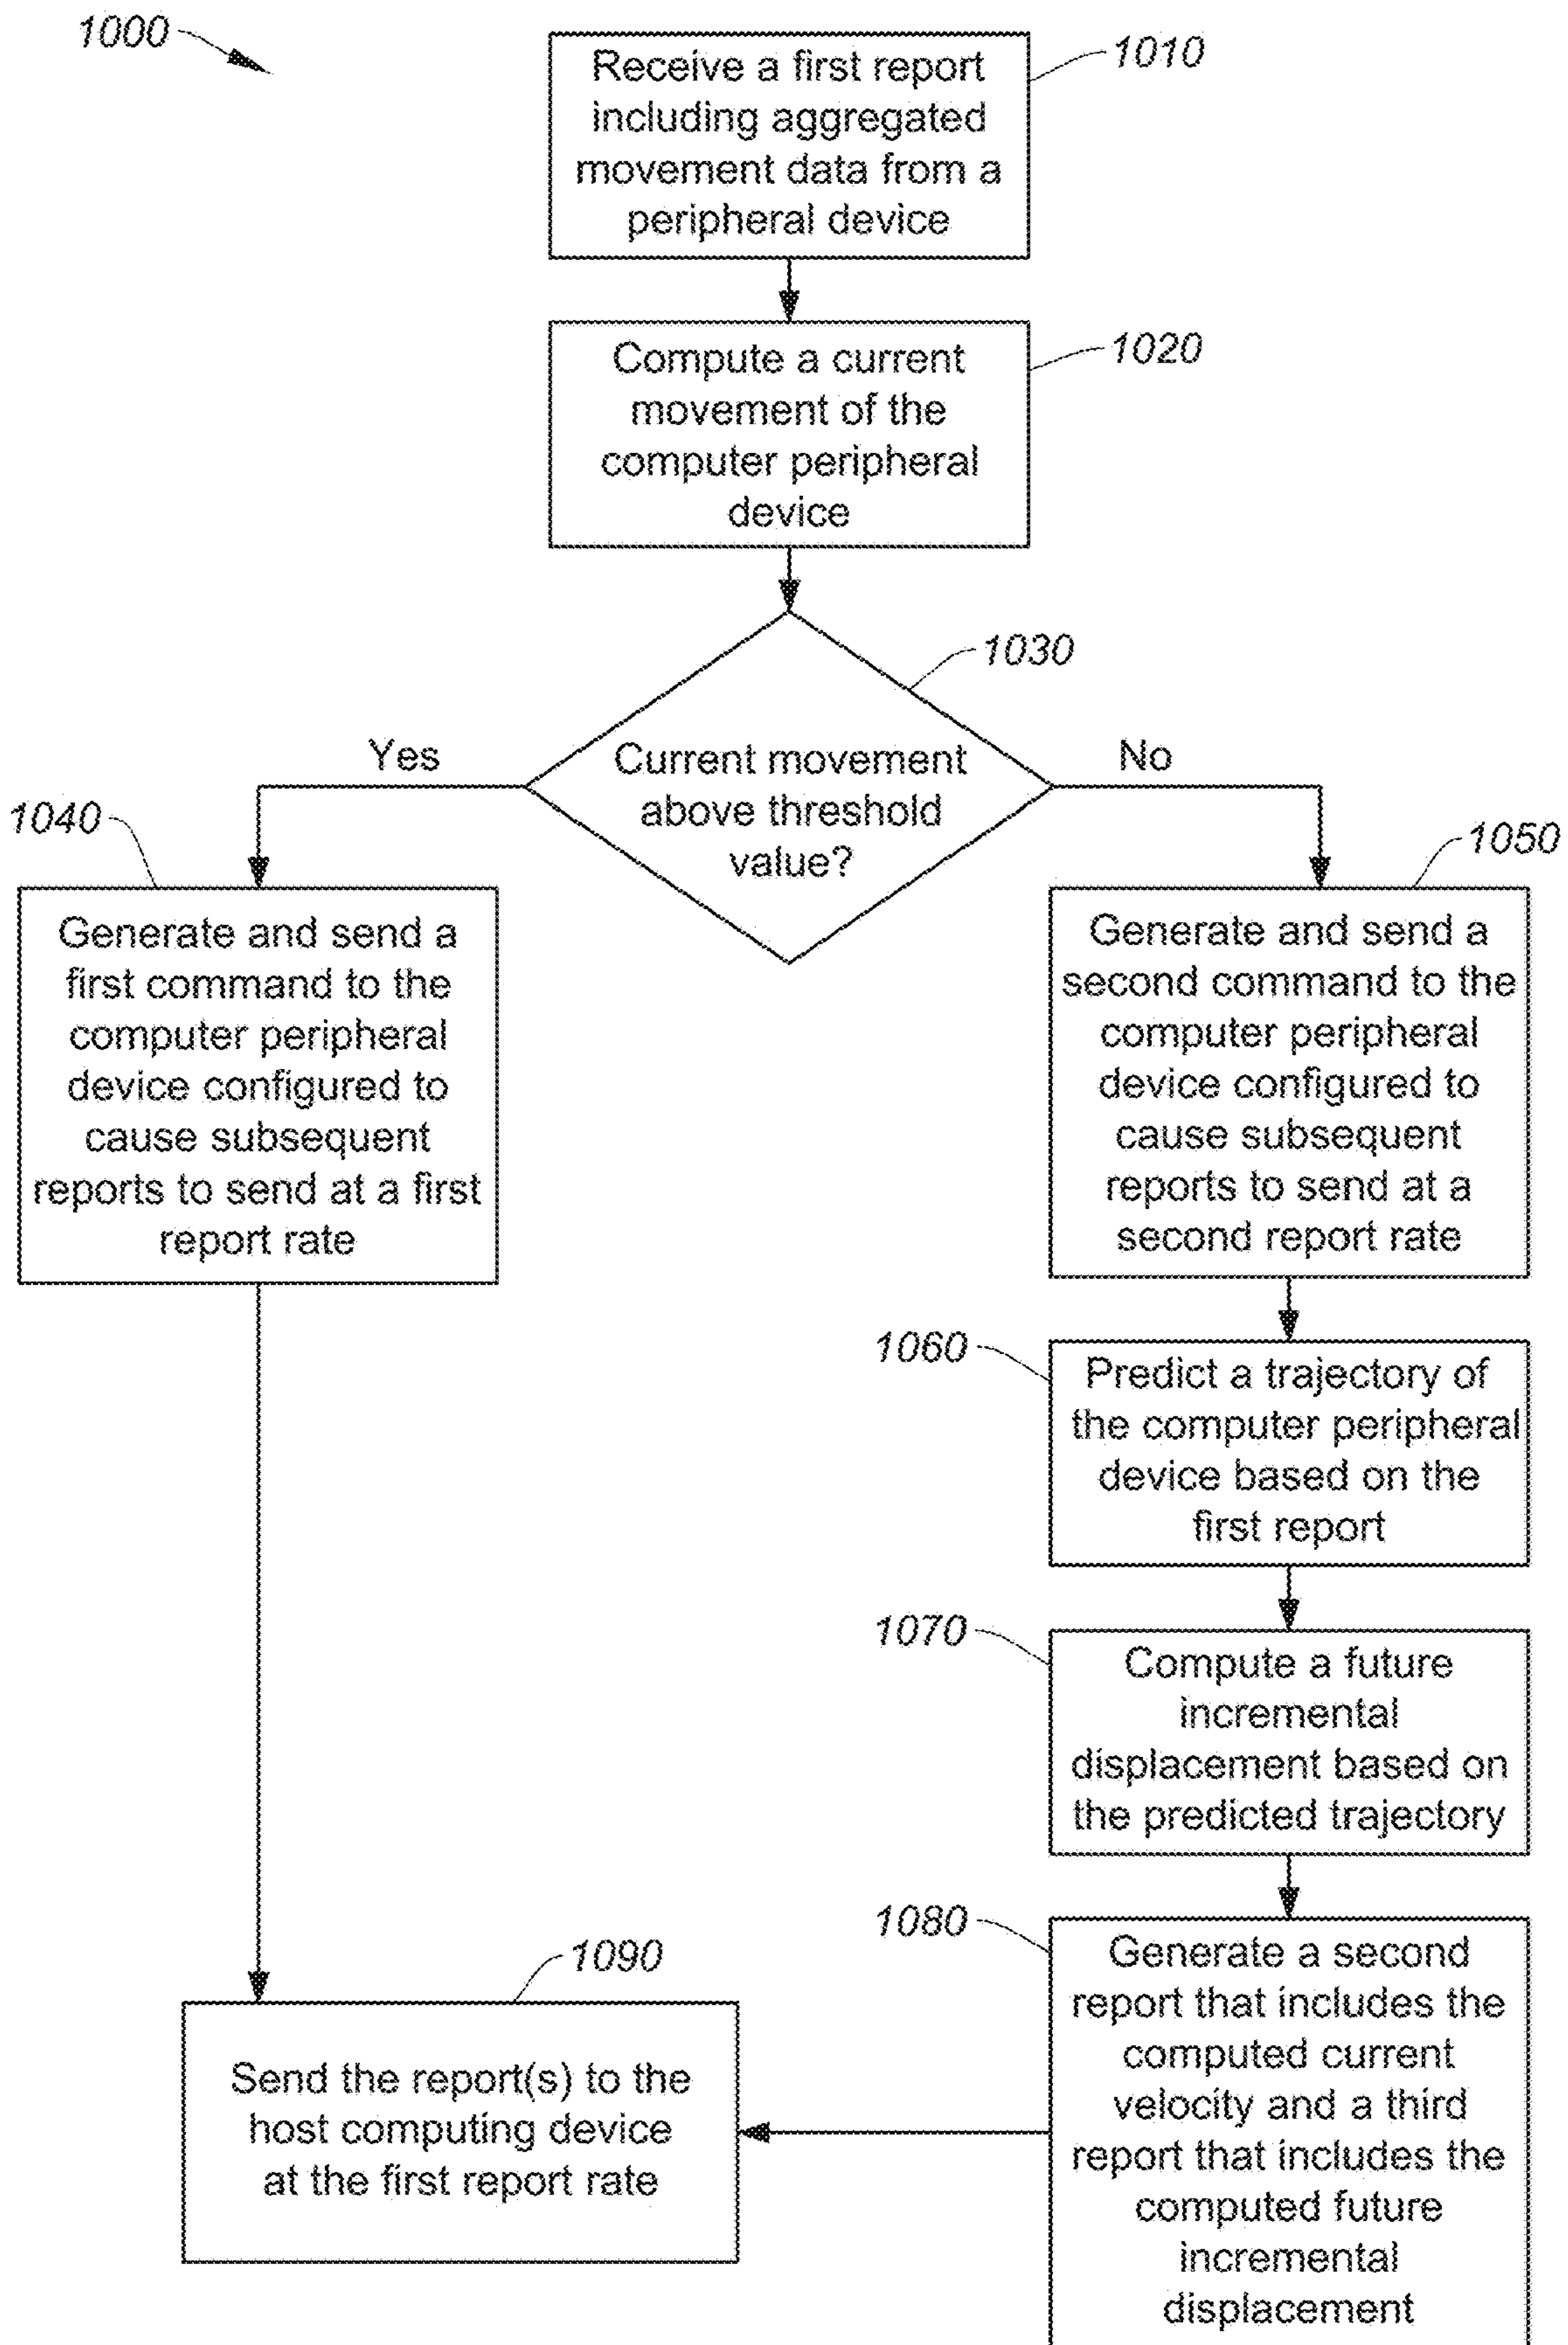 1000
Receive a first report
including aggregated
movement data from a
peripheral device
1010
Compute a current
movement of the
computer peripheral
device
1020
1030
Current movement
above threshold
value?
Yes
No
1040
Generate and send a
first command to the
computer peripheral
device configured to
cause subsequent
reports to send at a first
report rate
1050
Generate and send a
second command to the
computer peripheral
device configured to
cause subsequent
reports to send at a
second report rate
1060
Predict a trajectory of
the computer peripheral
device based on the
first report
1070
Compute a future
incremental
displacement based on
the predicted trajectory
1080
Generate a second
report that includes the
computed current
velocity and a third
report that includes the
computed future
incremental
displacement
1090
Send the report(s) to the
host computing device
at the first report rate